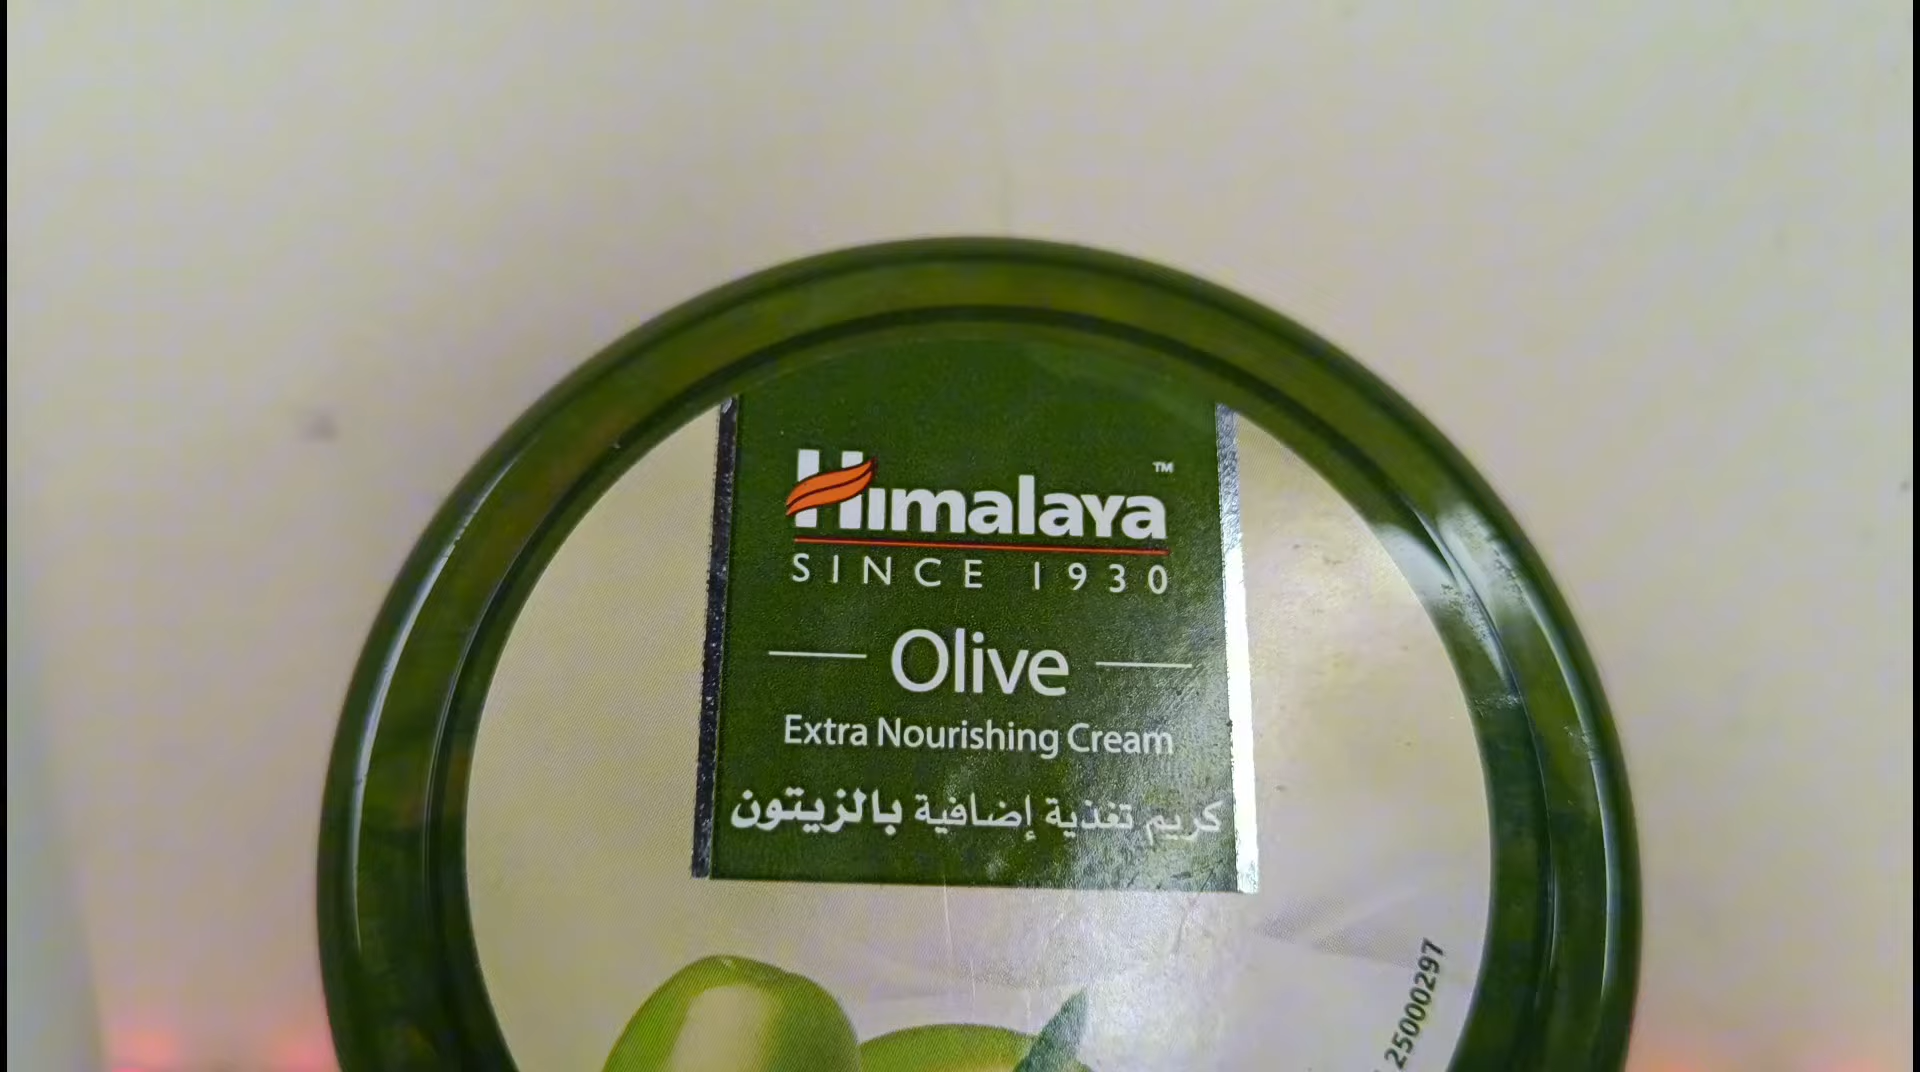 Himalaya™
SINCE 1930
Olive
Extra Nourishing Cream
كريم تغذية إضافية بالزيتون
25000297